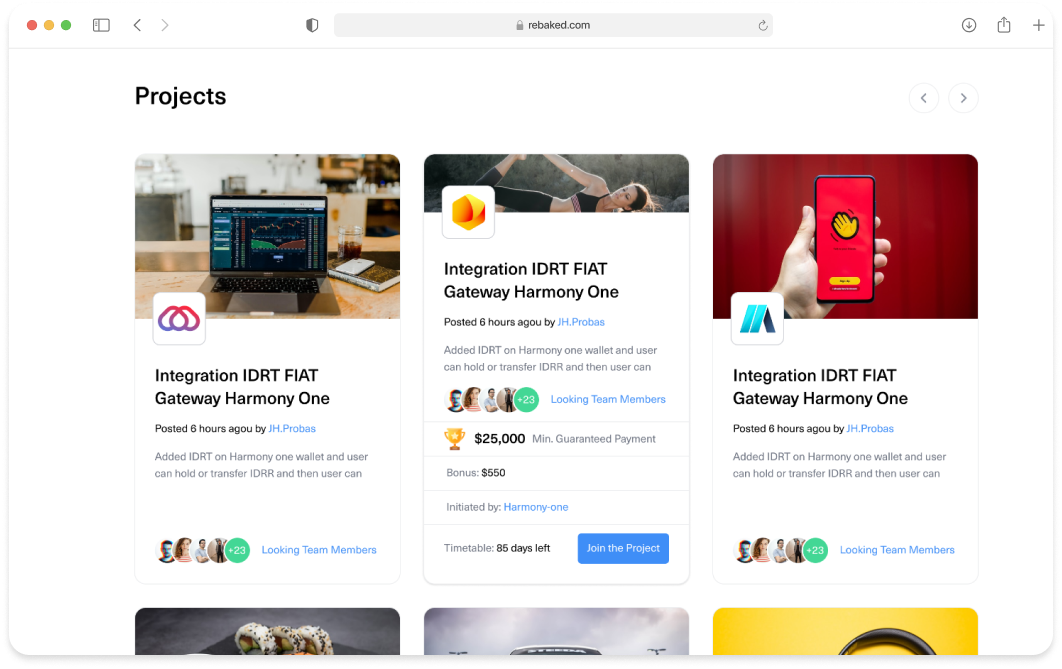 rebaked.com
Projects
Integration IDRT FIAT
Gateway Harmony One
Posted 6 hours agou by JH.Probas
Added IDRT on Harmony one wallet and user
can hold or transfer IDRR and then user can
+23 Looking Team Members
Integration IDRT FIAT
Gateway Harmony One
Posted 6 hours agou by JH.Probas
Added IDRT on Harmony one wallet and user
can hold or transfer IDRR and then user can
+23 Looking Team Members
$25,000 Min. Guaranteed Payment
Bonus: $550
Initiated by: Harmony-one
Timetable: 85 days left
Join the Project
Sign Up
Integration IDRT FIAT
Gateway Harmony One
Posted 6 hours agou by JH.Probas
Added IDRT on Harmony one wallet and user
can hold or transfer IDRR and then user can
+23 Looking Team Members